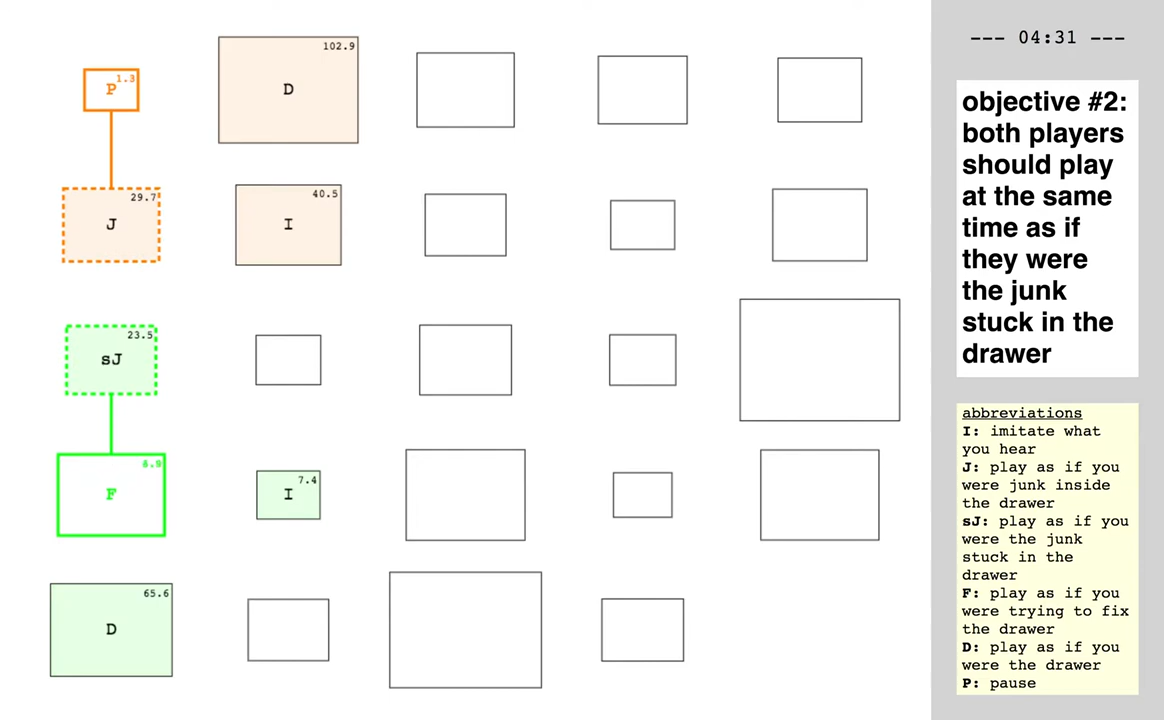 P
1.3
D
102.9
J
29.7
I
40.5
sJ
23.5
F
I
7.4
D
65.6
--- 04:31 ---
objective #2:
both players
should play
at the same
time as if
they were
the junk
stuck in the
drawer
abbreviations
I: imitate what
you hear
J: play as if you
were junk inside
the drawer
sJ: play as if you
were the junk
stuck in the
drawer
F: play as if you
were trying to fix
the drawer
D: play as if you
were the drawer
P: pause